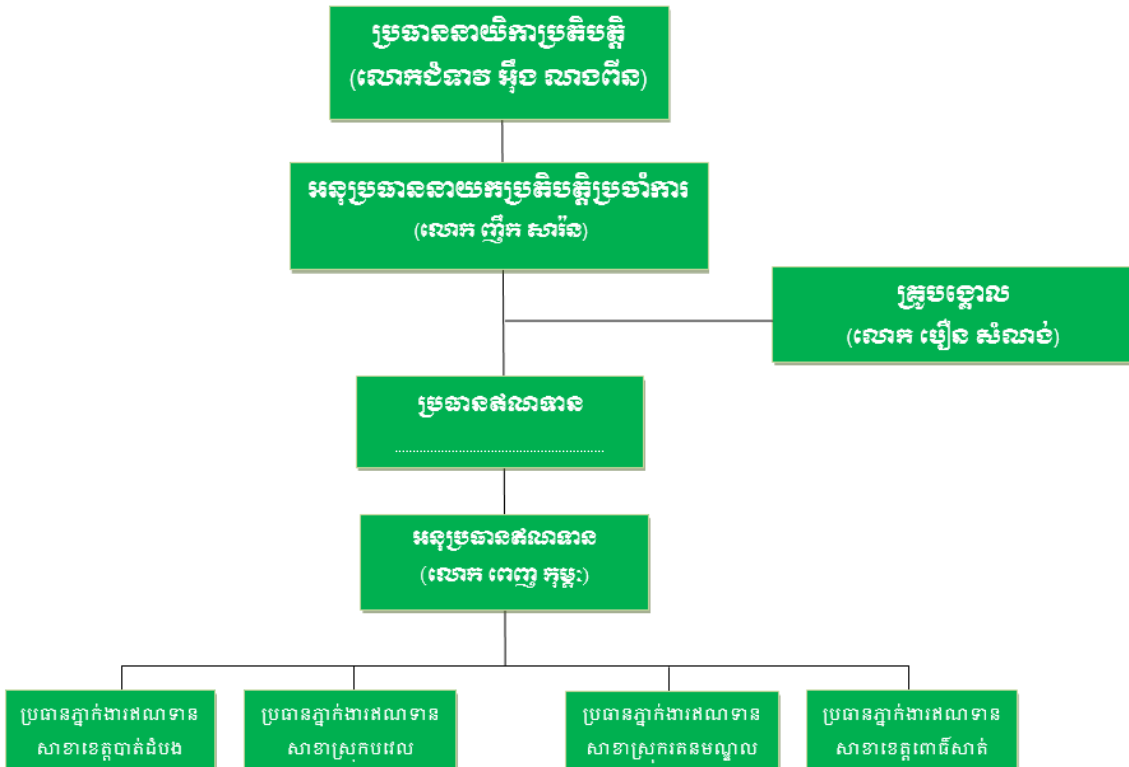 ប្រធាននាយិកាប្រតិបត្តិ
(លោកជំទាវ អ៊ឹង ណាងពីន)
អនុប្រធាននាយកប្រតិបត្តិប្រចាំការ
(លោក ញឹក សារ៉ន)
គ្រូបង្គោល
(លោក បឿន សំណង់)
ប្រធានឥណទាន
............................................................
អនុប្រធានឥណទាន
(លោក ពេញ កុម្ភៈ)
ប្រធានភ្នាក់ងារឥណទាន
សាខាខេត្តបាត់ដំបង
ប្រធានភ្នាក់ងារឥណទាន
សាខាស្រុកបវេល
ប្រធានភ្នាក់ងារឥណទាន
សាខាស្រុករតនមណ្ឌល
ប្រធានភ្នាក់ងារឥណទាន
សាខាខេត្តពោធិ៍សាត់